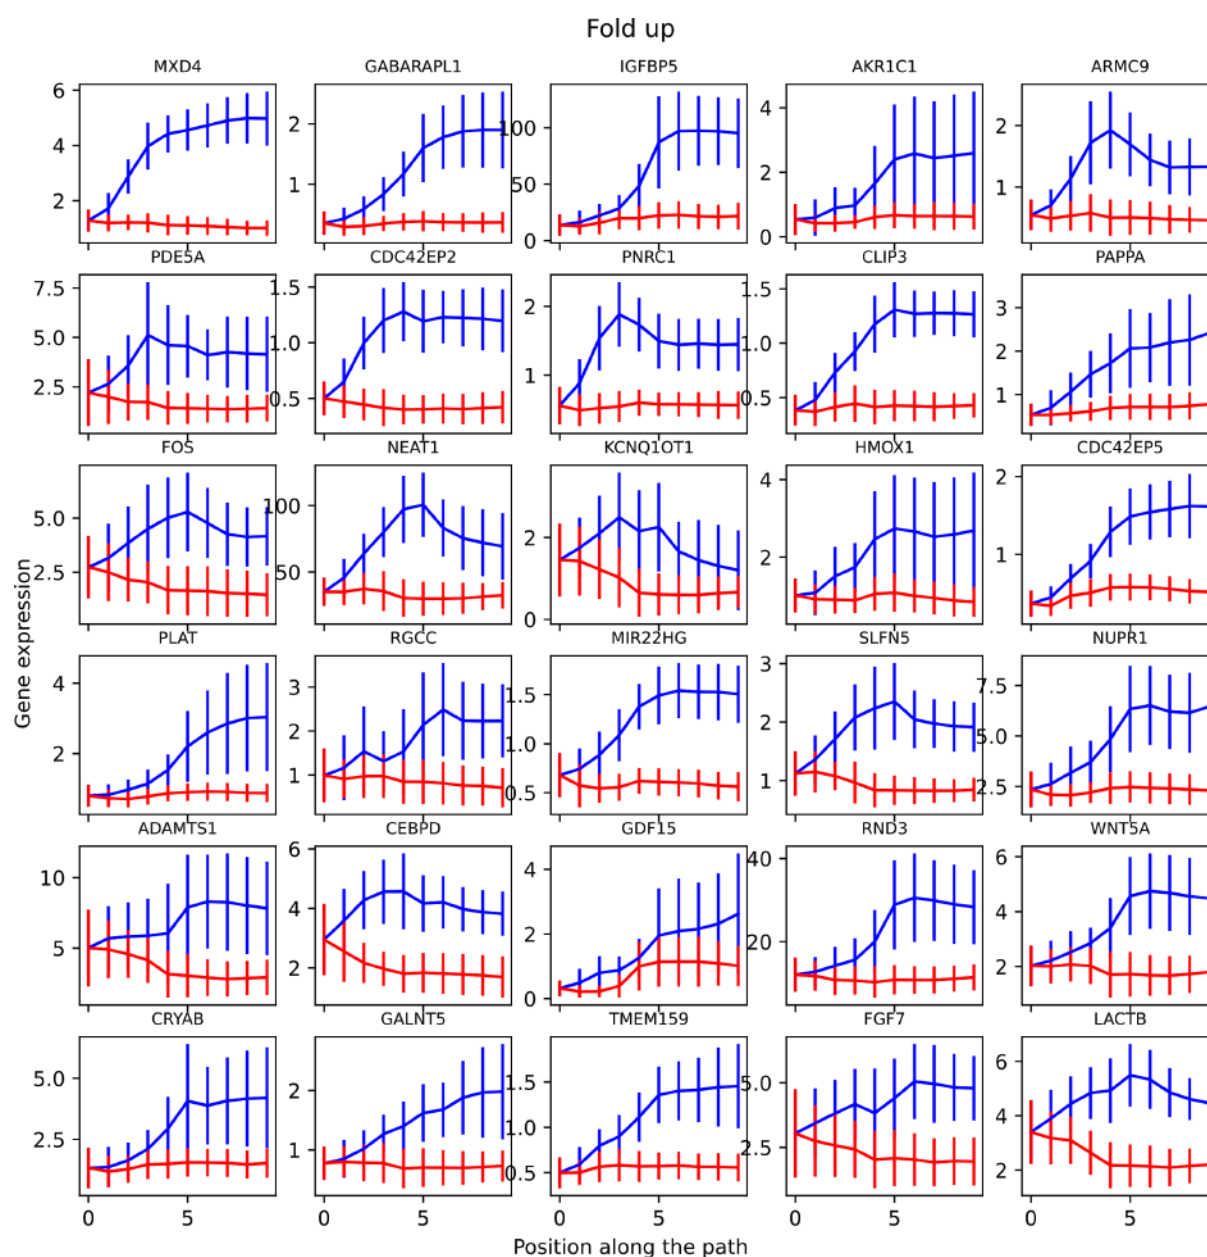 Fold up
MXD4 GABARAPL1 IGFBP5 AKR1C1 ARMC9
6 4 2
2 1
100 50 0
4 2 0
2 1
PDE5A CDC42EP2 PNRC1 CLIP3 PAPPA
7.5 5.0 2.5
1.5 1.0 0.5
2 1
1.5 1.0 0.5
3 2 1
FOS NEAT1 KCNQ1OT1 HMOX1 CDC42EP5
5.0 2.5
100 50
2 0
4 2
2 1
PLAT RGCC MIR22HG SLFN5 NUPR1
4 2
3 2 1
1.5 1.0 0.5
3 2 1
7.5 5.0 2.5
ADAMTS1 CEBPD GDF15 RND3 WNT5A
10 5
6 4 2
4 2 0
40 20
6 4 2
CRYAB GALNT5 TMEM159 FGF7 LACTB
5.0 2.5
2 1
1.5 1.0 0.5
5.0 2.5
6 4 2
0 5 0 5 0 5 0 5 0 5
Gene expression
Position along the path